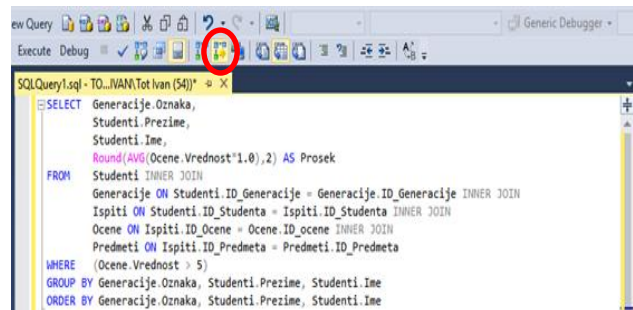 ew Query
Generic Debugger
Execute Debug
SQLQuery1.sql - TO...IVAN\Tot Ivan (54))*
SELECT Generacije.Oznaka,
Studenti.Prezime,
Studenti.Ime,
Round(AVG(Ocene.Vrednost*1.0),2) AS Prosek
FROM Studenti INNER JOIN
Generacije ON Studenti.ID_Generacije = Generacije.ID_Generacije INNER JOIN
Ispiti ON Studenti.ID_Studenta = Ispiti.ID_Studenta INNER JOIN
Ocene ON Ispiti.ID_Ocene = Ocene.ID_ocene INNER JOIN
Predmeti ON Ispiti.ID_Predmeta = Predmeti.ID_Predmeta
WHERE (Ocene.Vrednost > 5)
GROUP BY Generacije.Oznaka, Studenti.Prezime, Studenti.Ime
ORDER BY Generacije.Oznaka, Studenti.Prezime, Studenti.Ime